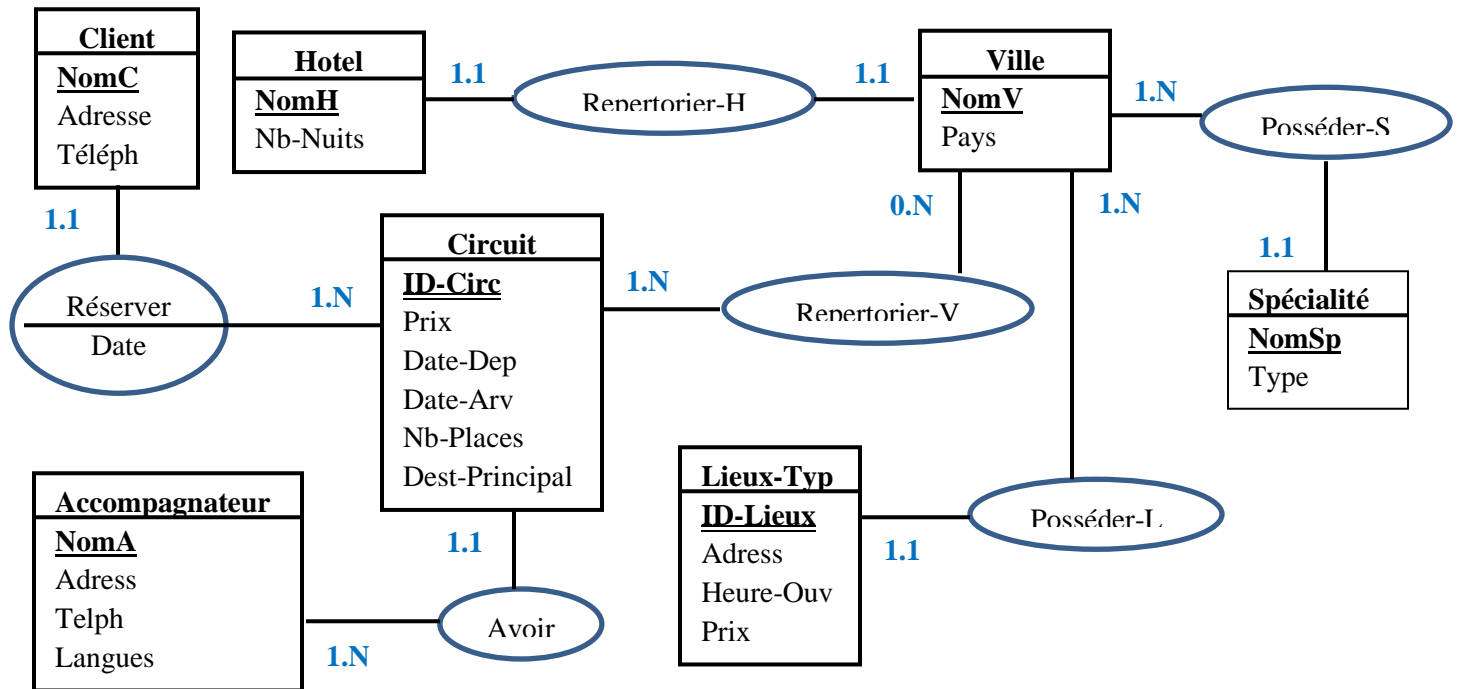 Client
NomC
Adresse
Téléph
1.1
Hotel
NomH
Nb-Nuits
1.1
Repertorier-H
1.1
Ville
NomV
Pays
1.N
Posséder-S
1.1
Spécialité
NomSp
Type
0.N
1.N
Réserver
Date
1.N
Circuit
ID-Circ
Prix
Date-Dep
Date-Arv
Nb-Places
Dest-Principal
1.N
Repertorier-V
1.1
Accompagnateur
NomA
Adress
Telph
Langues
1.N
Avoir
Lieux-Typ
ID-Lieux
Adress
Heure-Ouv
Prix
1.1
Posséder-L